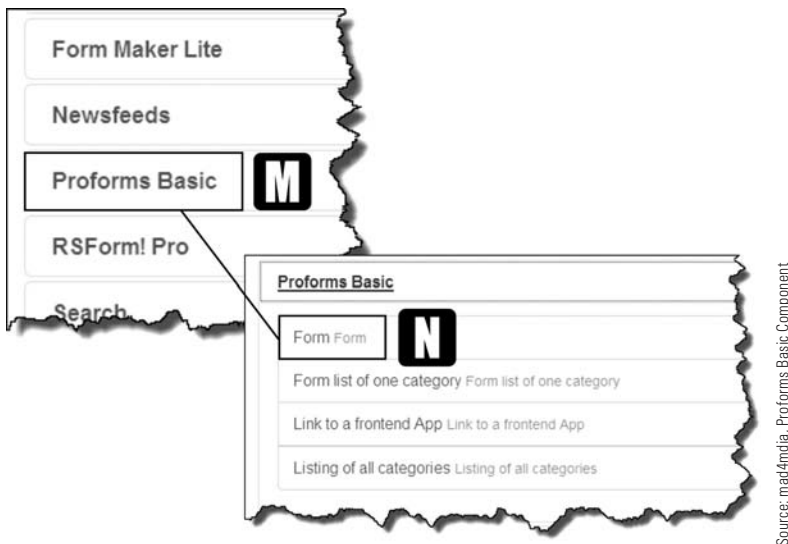 Form Maker Lite
Newsfeeds
Proforms Basic
M
RSForm! Pro
Search
Proforms Basic
Form Form
N
Form list of one category Form list of one category
Link to a frontend App Link to a frontend App
Listing of all categories Listing of all categories
Source: mad4mdia. Proforms Basic Component